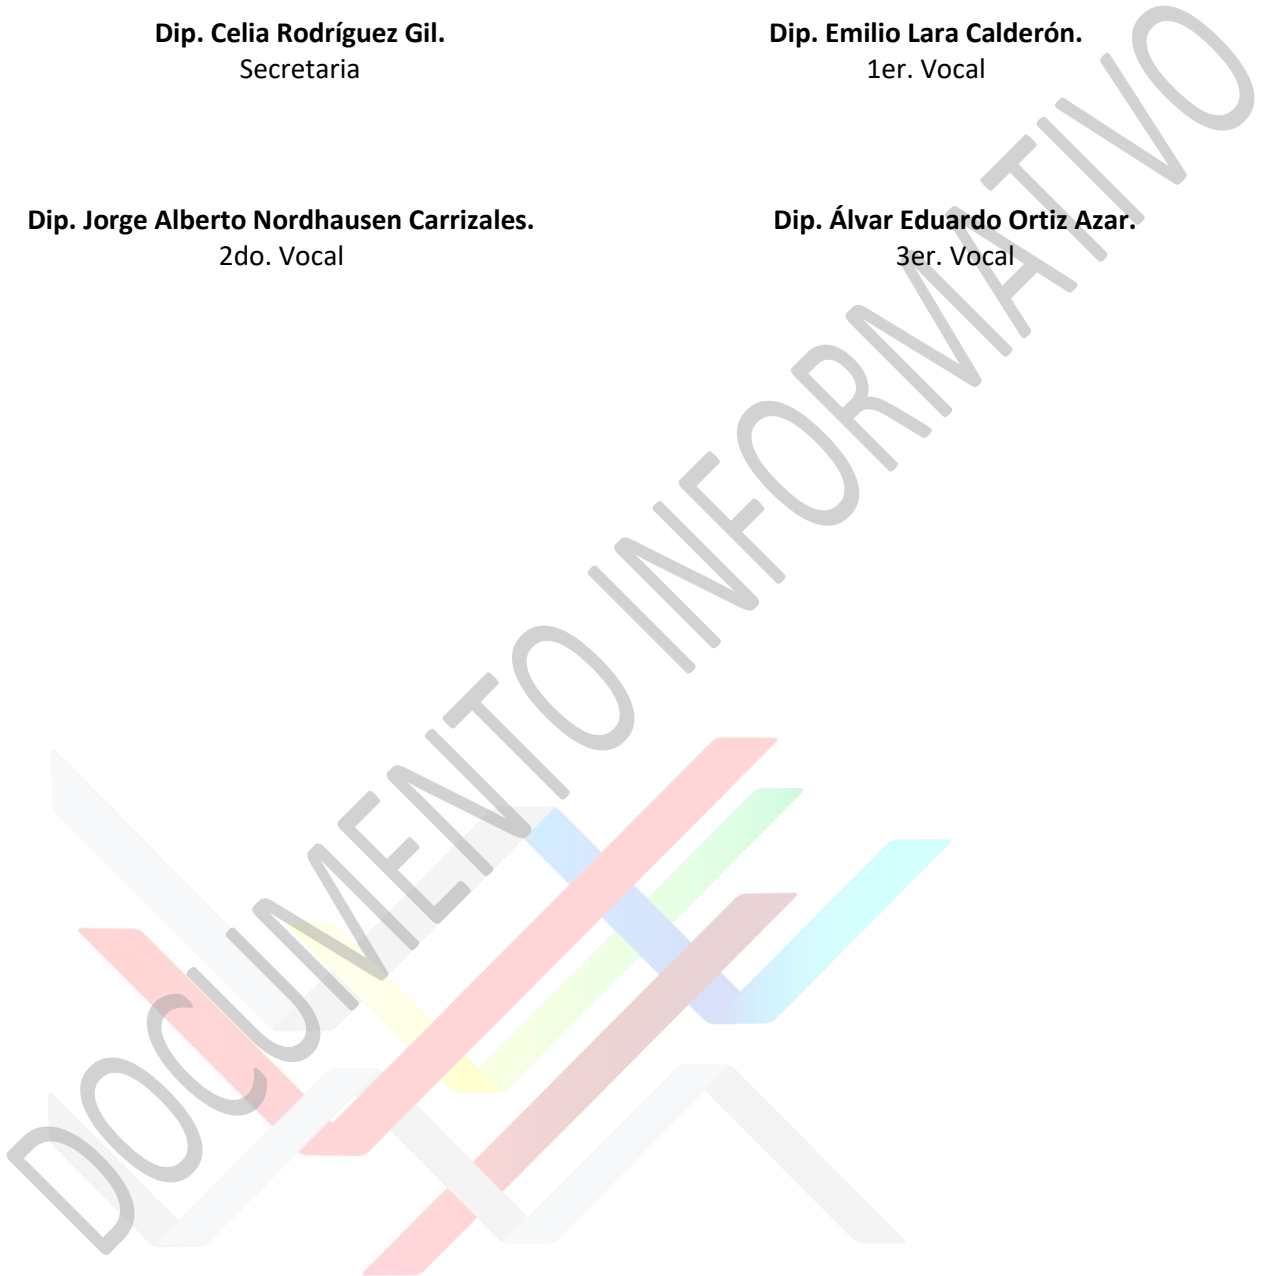 Dip. Celia Rodríguez Gil.
Secretaria
Dip. Emilio Lara Calderón.
1er. Vocal
Dip. Jorge Alberto Nordhausen Carrizales.
2do. Vocal
Dip. Álvar Eduardo Ortiz Azar.
3er. Vocal
DOCUMENTO INFORMATIVO